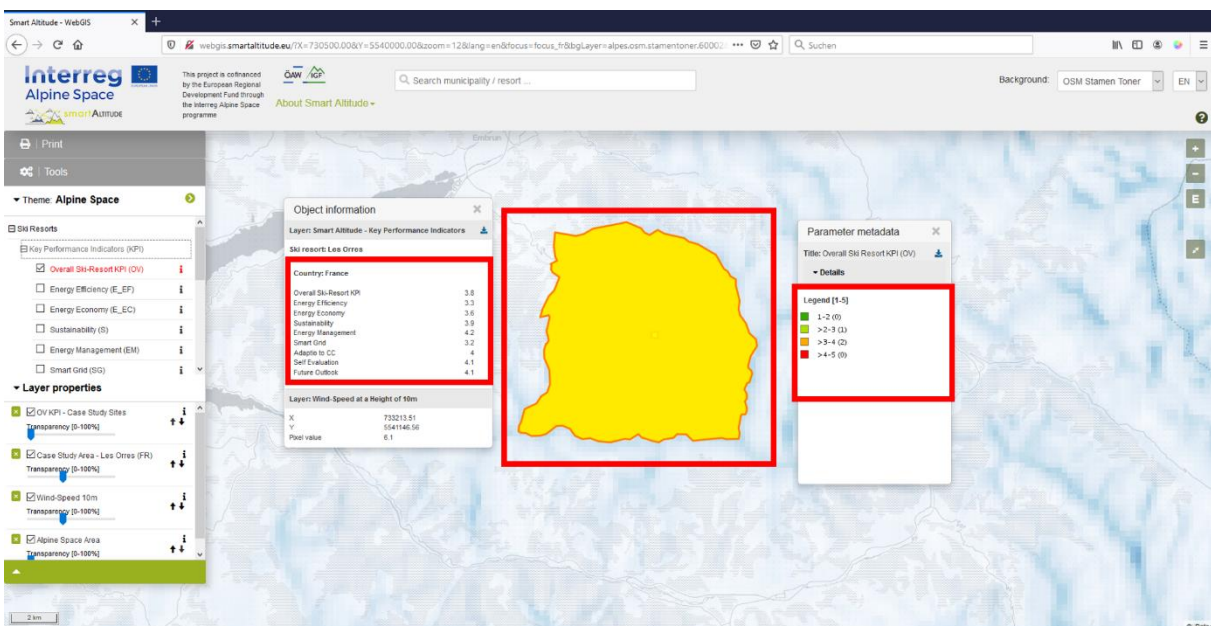 Smart Altitude - WebGIS
webgis.smartaltitude.eu/?X=730500.00&Y=5540000.00&zoom=12&lang=en&focus=focus_fr&bgLayer=alpes.osm.stamentoner.60002
Suchen
Interreg
EUROPEAN UNION
Alpine Space
smartALTITUDE
This project is cofinanced
by the European Regional
Development Fund through
the Interreg Alpine Space
programme
ÖAW IGF
About Smart Altitude
Search municipality / resort ...
Background: OSM Stamen Toner EN
Print
Tools
Theme: Alpine Space
Ski Resorts
Key Performance Indicators (KPI)
Overall Ski-Resort KPI (OV)
Energy Efficiency (E_EF)
Energy Economy (E_EC)
Sustainability (S)
Energy Management (EM)
Smart Grid (SG)
Layer properties
OV KPI - Case Study Sites
Transparency [0-100%]
Case Study Area - Les Orres (FR)
Transparency [0-100%]
Wind-Speed 10m
Transparency [0-100%]
Alpine Space Area
Transparency [0-100%]
2 km
Embrun
Object information
Layer: Smart Altitude - Key Performance Indicators
Ski resort: Les Orres
Country: France
Overall Ski-Resort KPI 3.8
Energy Efficiency 3.3
Energy Economy 3.6
Sustainability 3.9
Energy Management 4.2
Smart Grid 3.2
Adaptio to CC 4
Self Evaluation 4.1
Future Outlook 4.1
Layer: Wind-Speed at a Height of 10m
X 733213.51
Y 5541146.56
Pixel value 6.1
Parameter metadata
Title: Overall Ski Resort KPI (OV)
Details
Legend [1-5]
1-2 (0)
>2-3 (1)
>3-4 (2)
>4-5 (0)